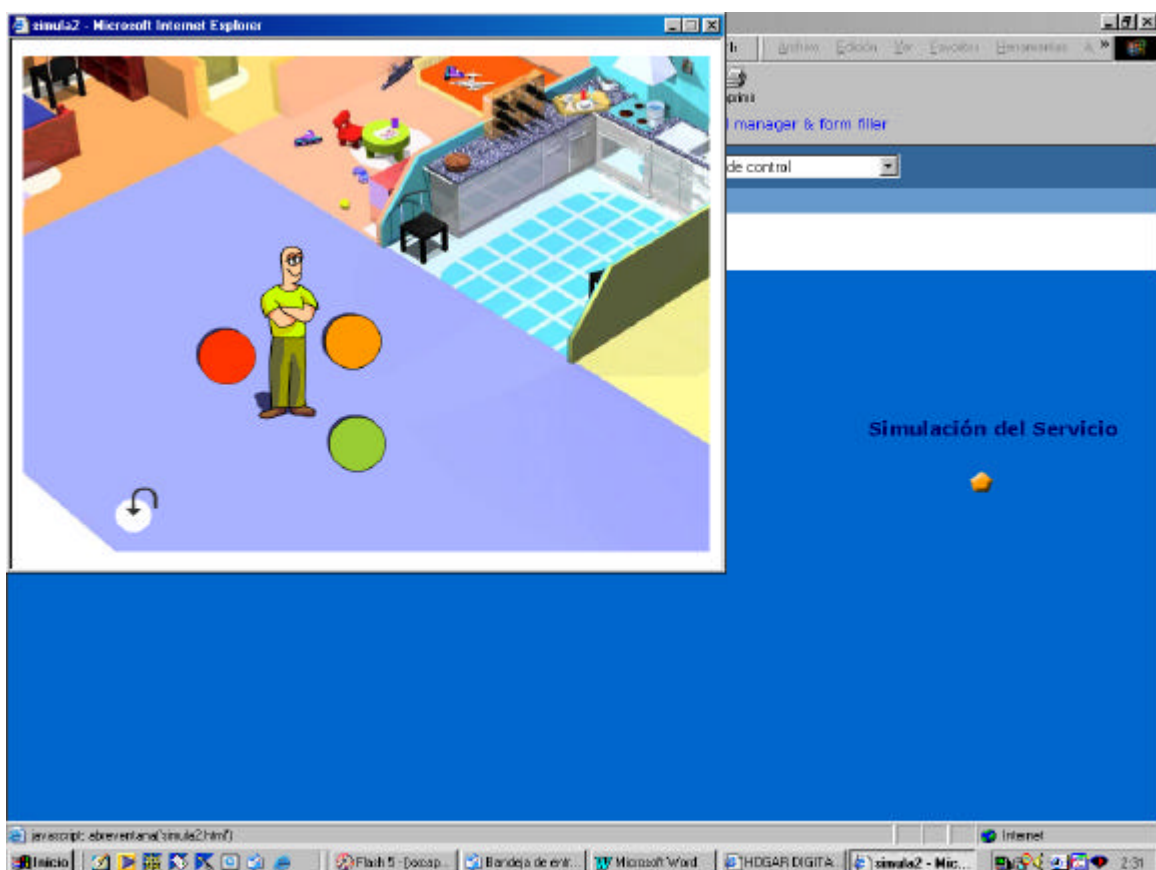 simula2 - Microsoft Internet Explorer
Archivo Edición Ver Favoritos Herramientas A »
manager & form filler
de control
Simulación del Servicio
javascript: abreventana('simula2.html')
Internet
Inicio
Flash 5 - [
Bandeja de entr...
Microsoft Word
HOGAR DIGITA...
simula2 - Mic...
2:31